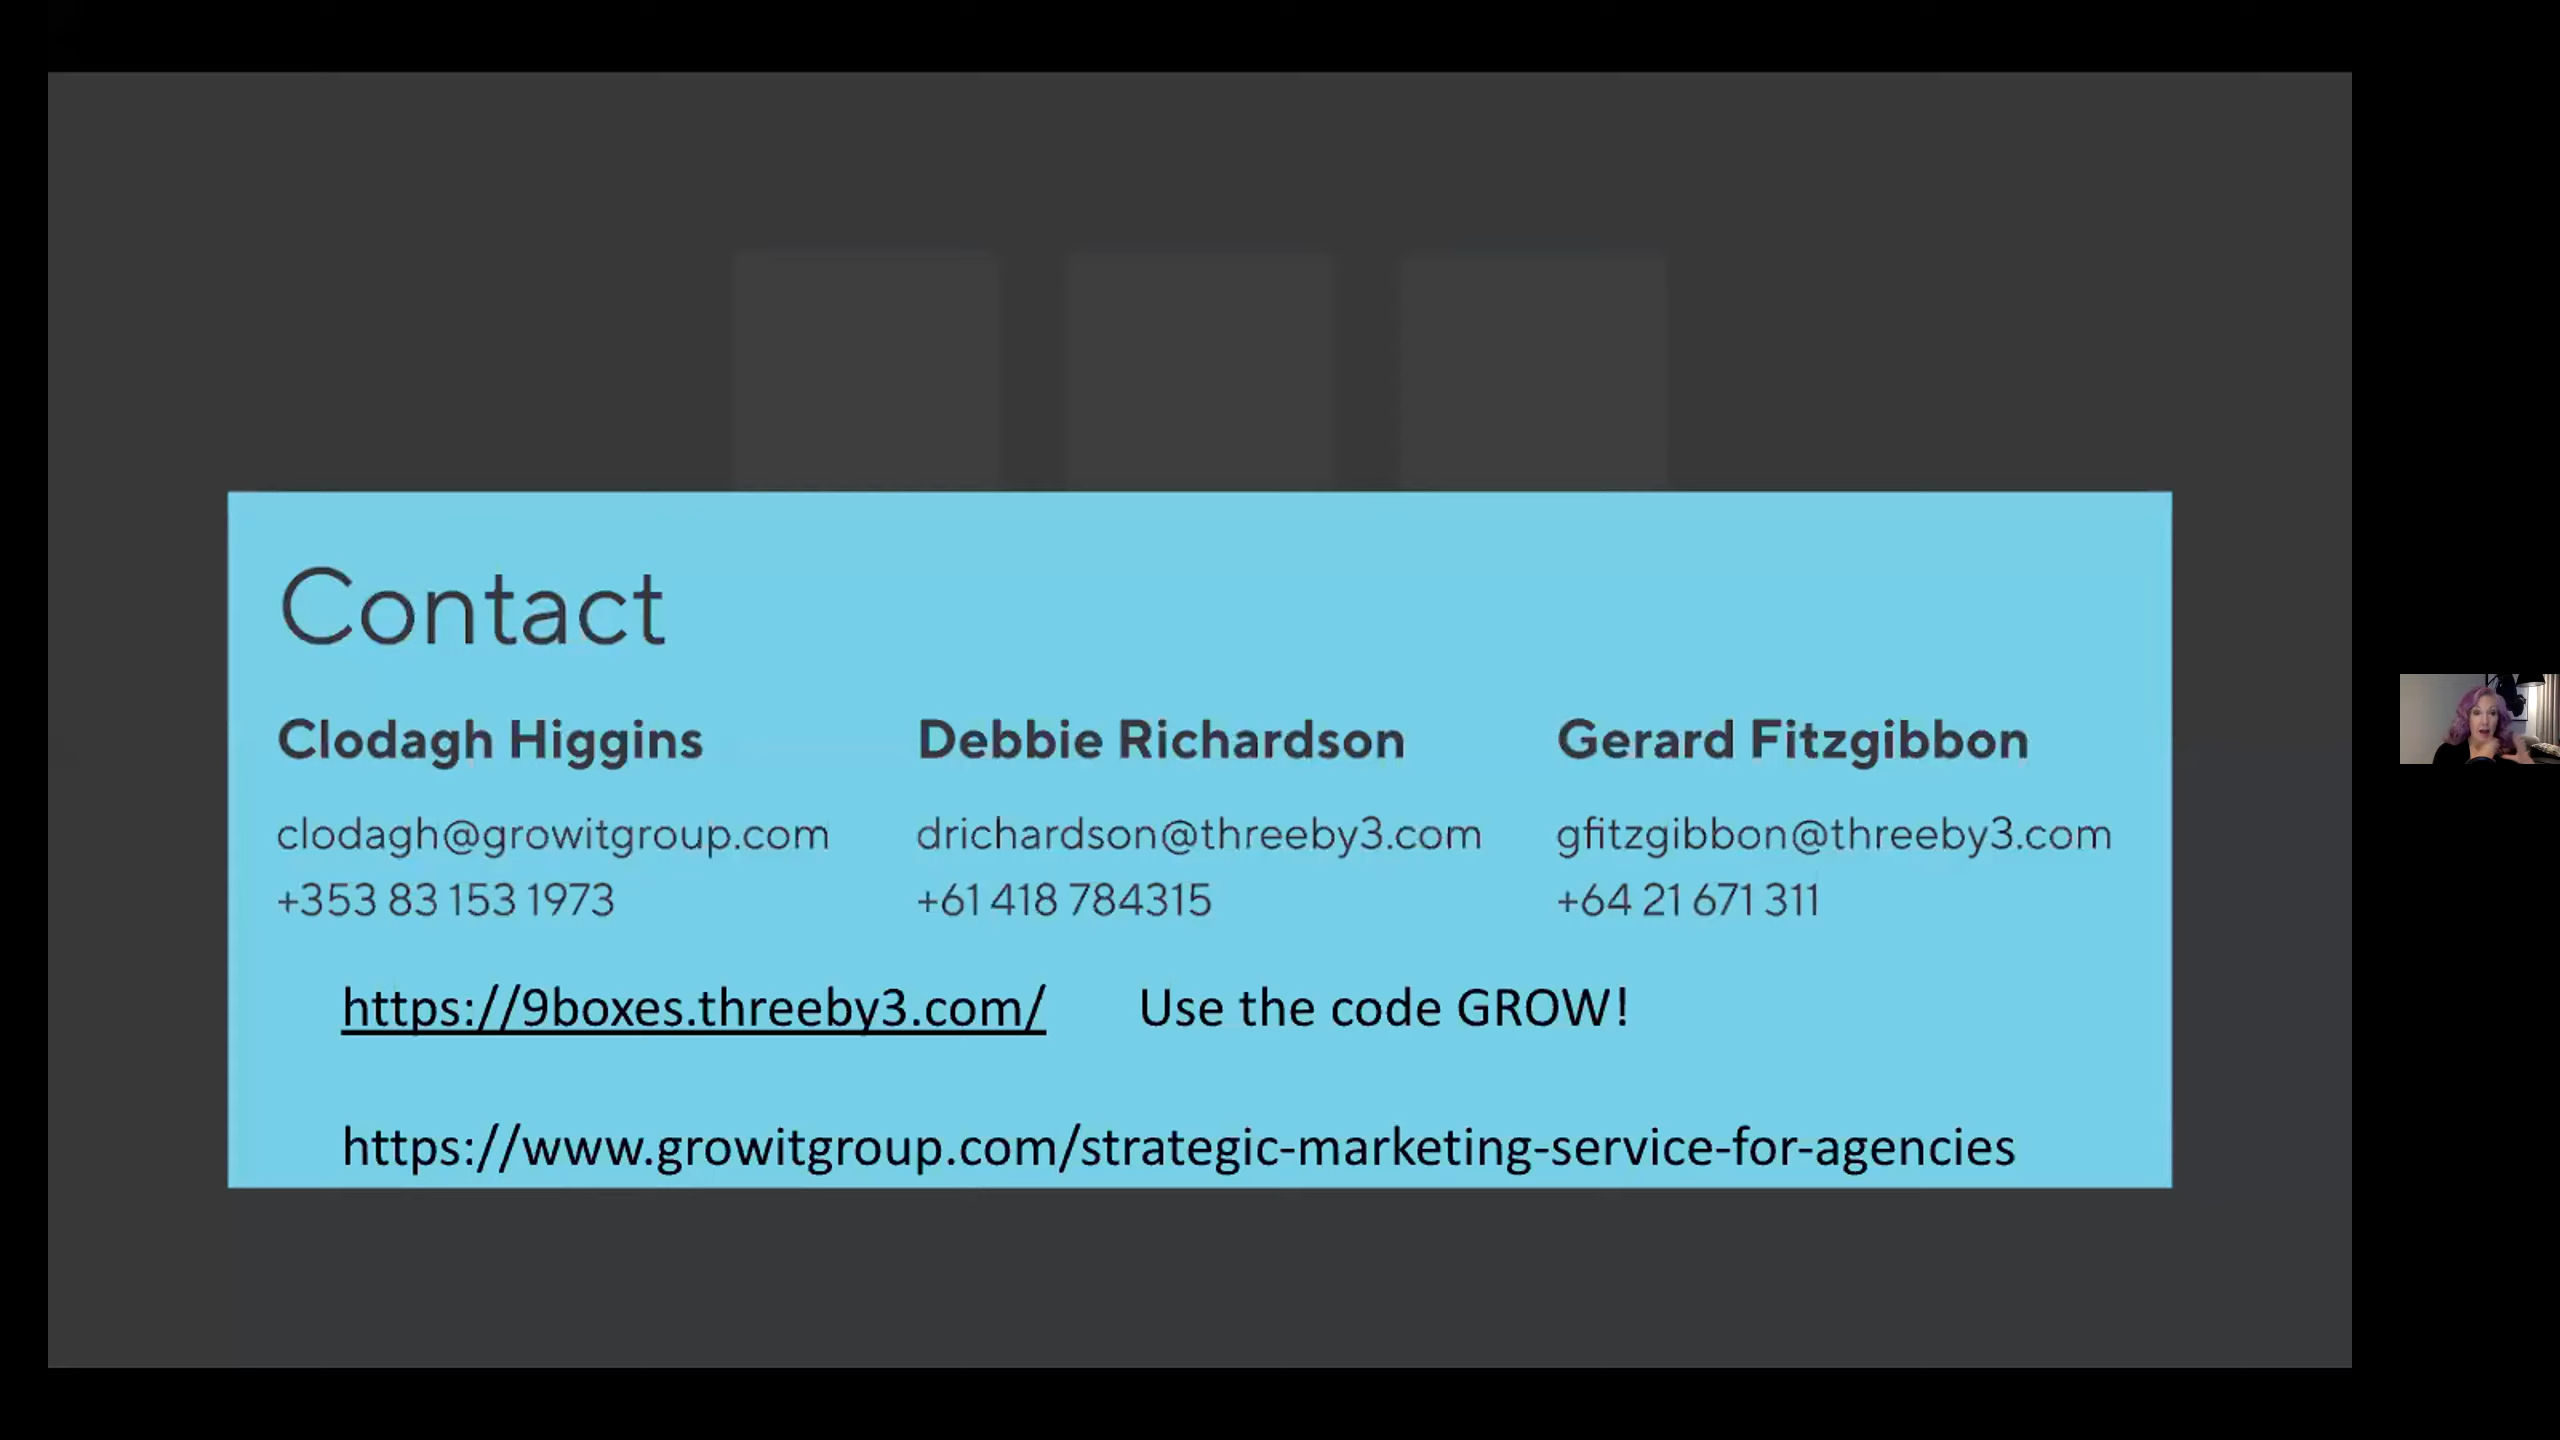 Contact
Clodagh Higgins
clodagh@growitgroup.com
+353 83 153 1973
Debbie Richardson
drichardson@threeby3.com
+61 418 784315
Gerard Fitzgibbon
gfitzgibbon@threeby3.com
+64 21 671 311
https://9boxes.threeby3.com/
Use the code GROW!
https://www.growitgroup.com/strategic-marketing-service-for-agencies